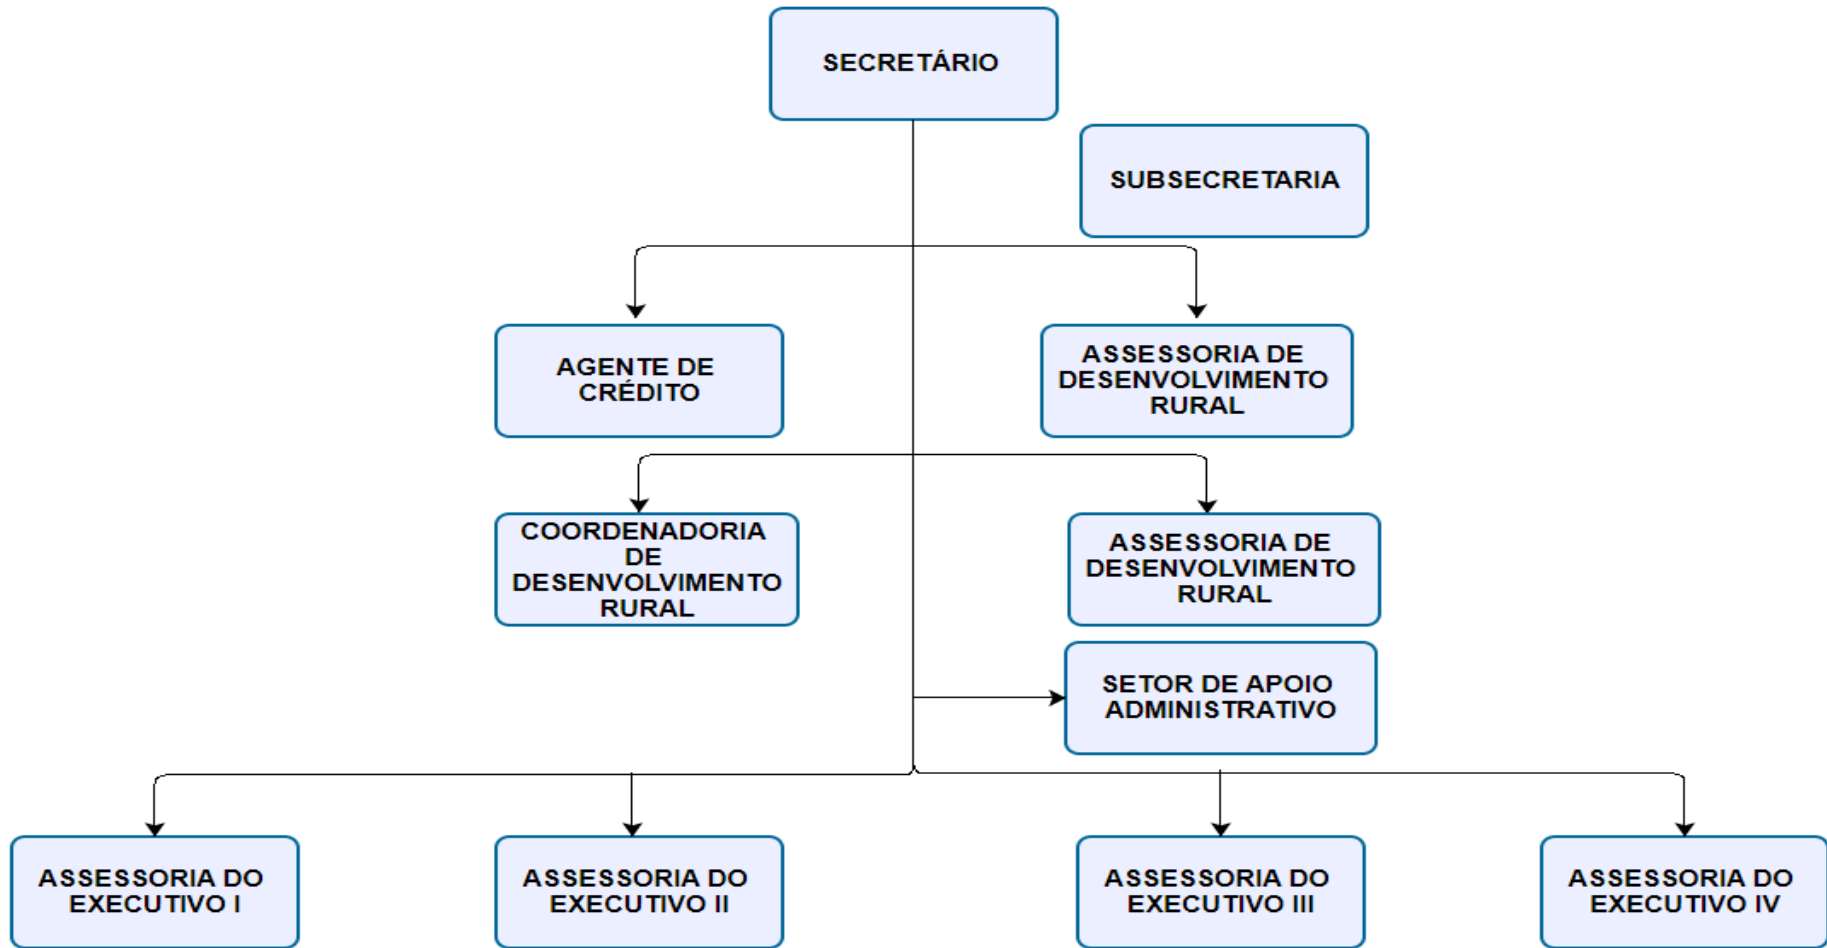 SECRETÁRIO
SUBSECRETARIA
AGENTE DE
CRÉDITO
ASSESSORIA DE
DESENVOLVIMENTO
RURAL
COORDENADORIA
DE
DESENVOLVIMENTO
RURAL
ASSESSORIA DE
DESENVOLVIMENTO
RURAL
SETOR DE APOIO
ADMINISTRATIVO
ASSESSORIA DO
EXECUTIVO I
ASSESSORIA DO
EXECUTIVO II
ASSESSORIA DO
EXECUTIVO III
ASSESSORIA DO
EXECUTIVO IV